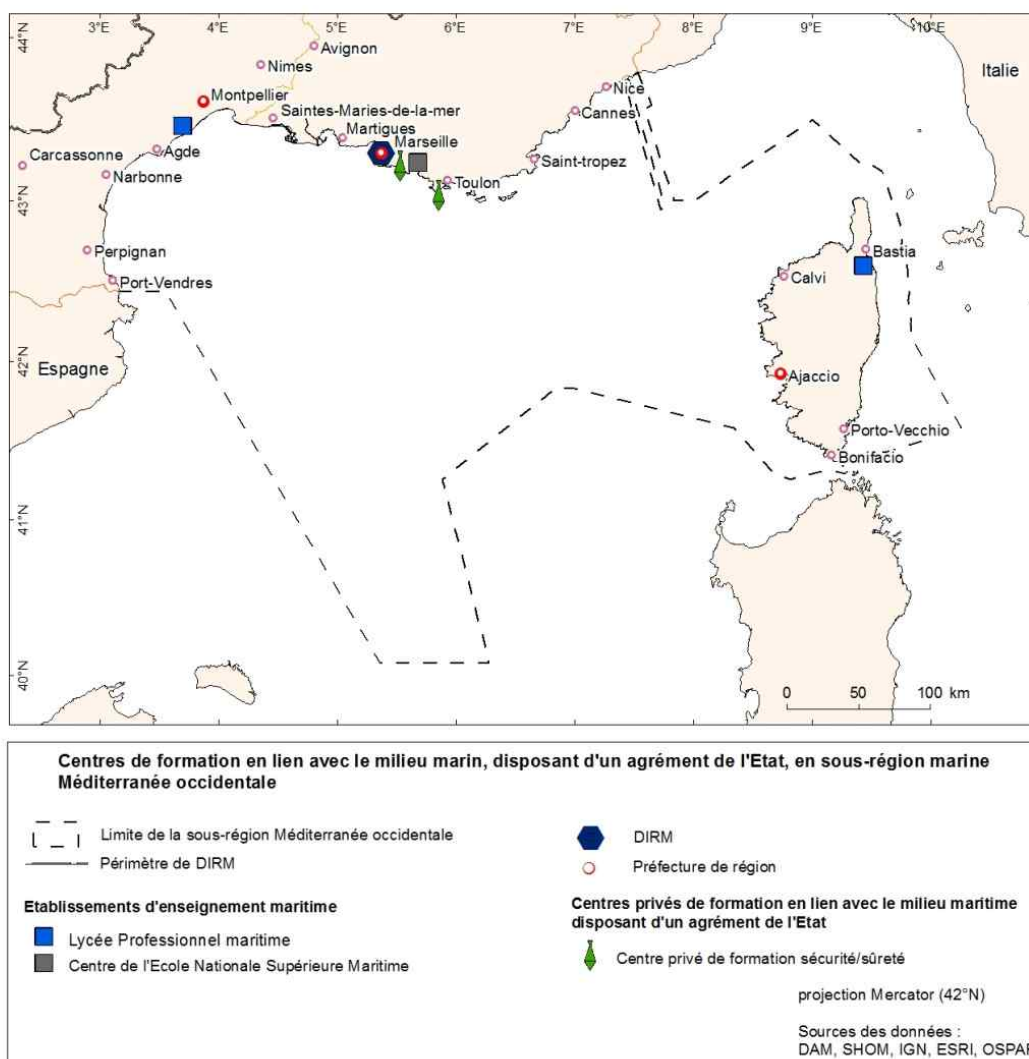 3°E 4°E 5°E 6°E 7°E 8°E 9°E 10°E
44°N
Avignon
Nimes
Italie
Nice
Montpellier
Cannes
Saintes-Maries-de-la-mer
Martigues
Marseille
Agde
Saint-tropez
Carcassonne
Narbonne
Toulon
43°N
Perpignan
Bastia
Port-Vendres
Calvi
42°N
Espagne
Ajaccio
Porto-Vecchio
Bonifacio
41°N
40°N
0 50 100 km
Centres de formation en lien avec le milieu marin, disposant d'un agrément de l'Etat, en sous-région marine
Méditerranée occidentale
Limite de la sous-région Méditerranée occidentale
Périmètre de DIRM
Etablissements d'enseignement maritime
Lycée Professionnel maritime
Centre de l'Ecole Nationale Supérieure Maritime
DIRM
Préfecture de région
Centres privés de formation en lien avec le milieu maritime
disposant d'un agrément de l'Etat
Centre privé de formation sécurité/sûreté
projection Mercator (42°N)
Sources des données :
DAM, SHOM, IGN, ESRI, OSPAR